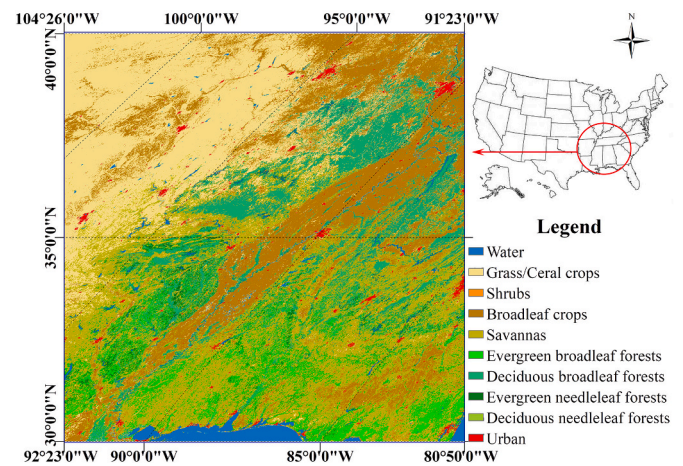 104°26'0"W 100°0'0"W 95°0'0"W 91°23'0"W
N
40°0'0"N
35°0'0"N
30°0'0"N
92°23'0"W 90°0'0"W 85°0'0"W 80°50'0"W
Legend
Water
Grass/Ceral crops
Shrubs
Broadleaf crops
Savannas
Evergreen broadleaf forests
Deciduous broadleaf forests
Evergreen needleleaf forests
Deciduous needleleaf forests
Urban